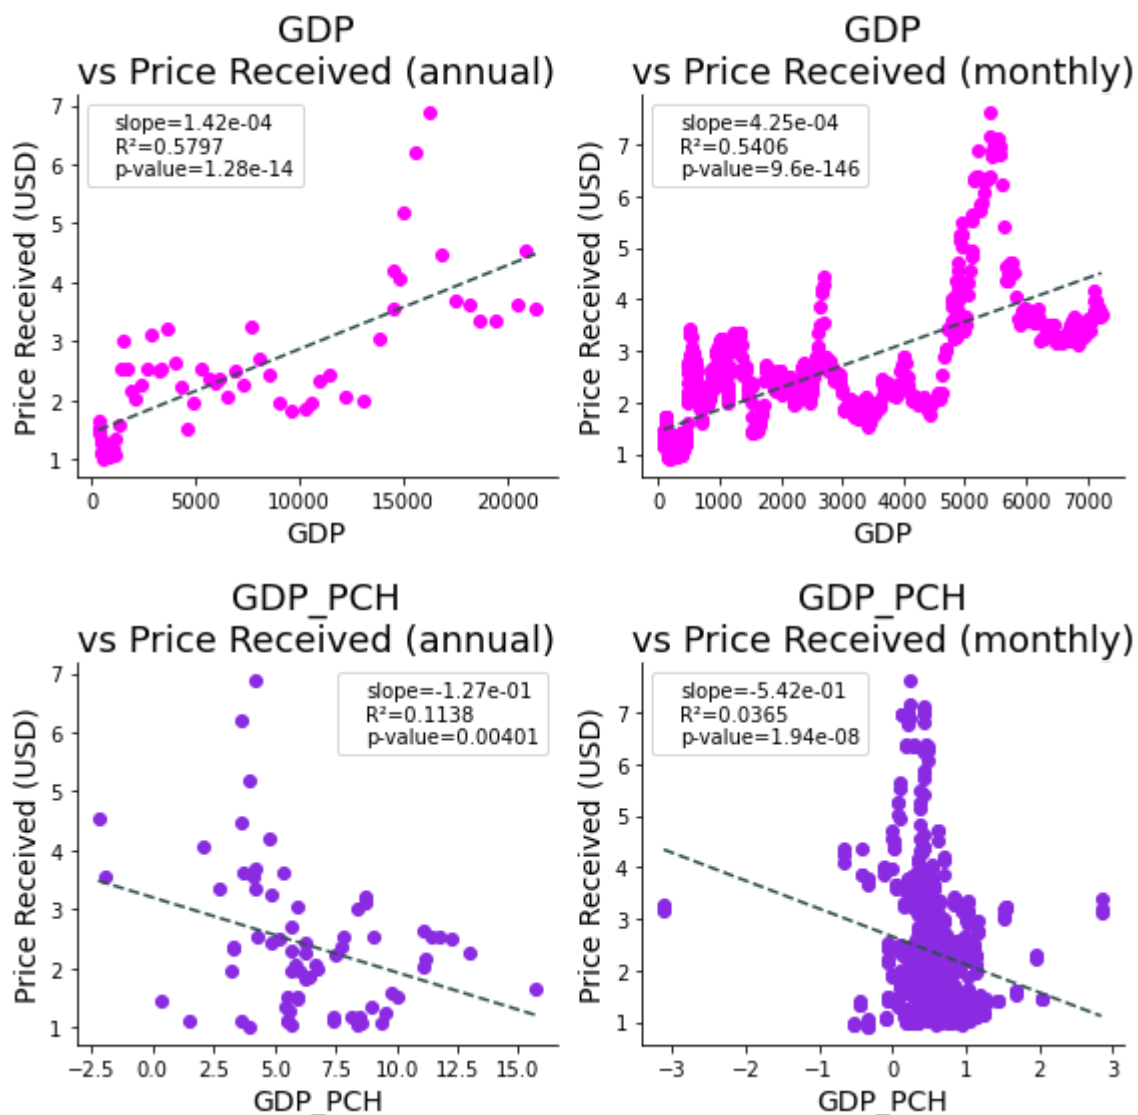 GDP
vs Price Received (annual)
7
6
5
4
3
2
1
Price Received (USD)
slope=1.42e-04
R²=0.5797
p-value=1.28e-14
0
5000
10000
15000
20000
GDP
GDP
vs Price Received (monthly)
7
6
5
4
3
2
1
Price Received (USD)
slope=4.25e-04
R²=0.5406
p-value=9.6e-146
0
1000
2000
3000
4000
5000
6000
7000
GDP
GDP_PCH
vs Price Received (annual)
7
6
5
4
3
2
1
Price Received (USD)
slope=-1.27e-01
R²=0.1138
p-value=0.00401
−2.5
0.0
2.5
5.0
7.5
10.0
12.5
15.0
GDP_PCH
GDP_PCH
vs Price Received (monthly)
7
6
5
4
3
2
1
Price Received (USD)
slope=-5.42e-01
R²=0.0365
p-value=1.94e-08
−3
−2
−1
0
1
2
3
GDP_PCH